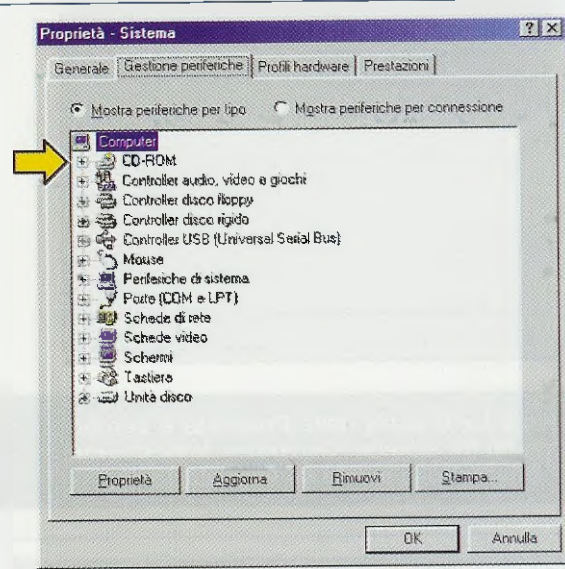 Proprietà - Sistema
Generale Gestione periferiche Profili hardware Prestazioni
Mostra periferiche per tipo Mostra periferiche per connessione
Computer
CD-ROM
Controller audio, video e giochi
Controller disco floppy
Controller disco rigido
Controller USB (Universal Serial Bus)
Mouse
Periferiche di sistema
Porte (COM e LPT)
Schede di rete
Schede video
Schermi
Tastiera
Unità disco
Proprietà Aggiorna Rimuovi Stampa...
OK Annulla